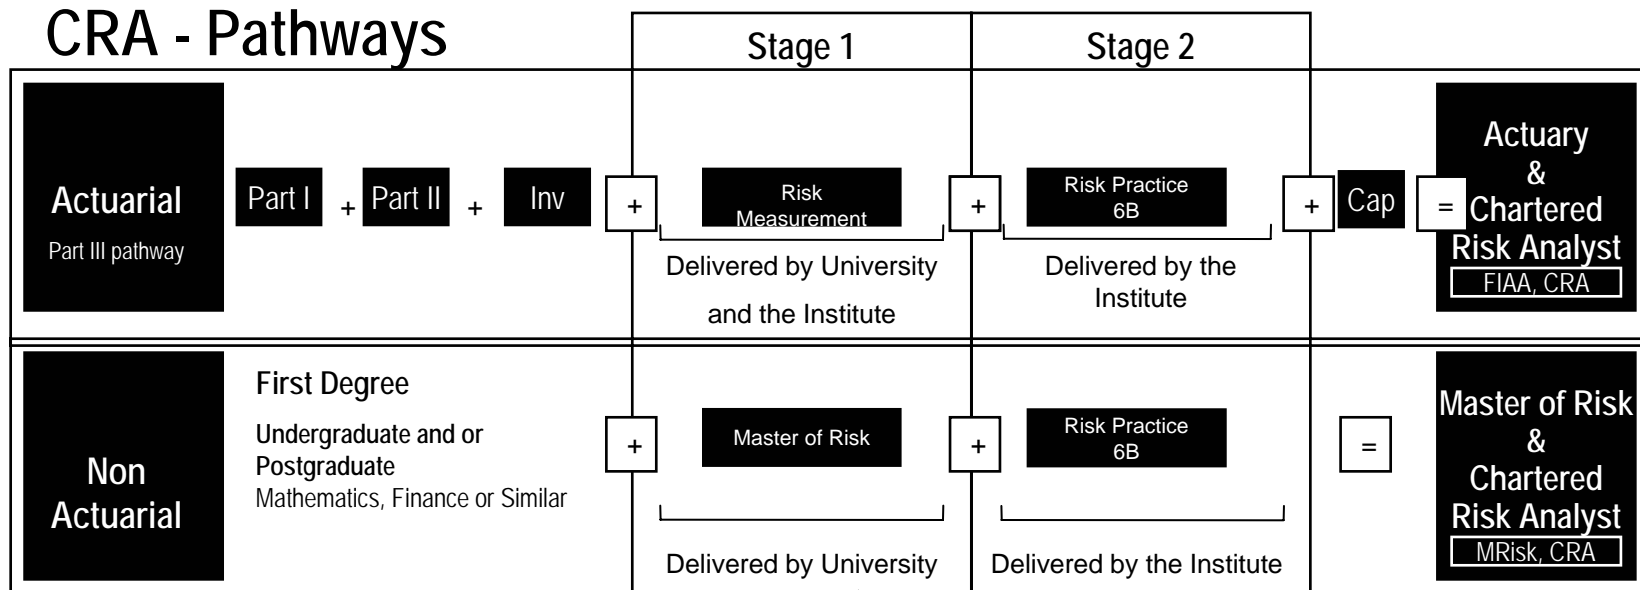 CRA - Pathways
Stage 1
Stage 2
Actuarial
Part III pathway
Part I + Part II + Inv + Risk
Measurement + Risk Practice
6B + Cap =
Delivered by University
and the Institute
Delivered by the
Institute
Actuary
&
Chartered
Risk Analyst
FIAA, CRA
Non
Actuarial
First Degree
Undergraduate and or
Postgraduate
Mathematics, Finance or Similar
+ Master of Risk + Risk Practice
6B =
Delivered by University
Delivered by the Institute
Master of Risk
&
Chartered
Risk Analyst
MRisk, CRA